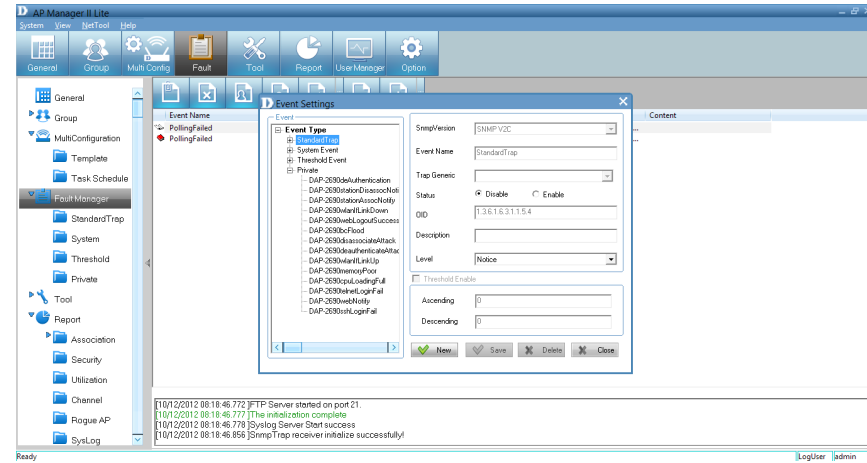 AP Manager II Lite
System View NetTool Help
General Group Multi Config Fault Tool Report UserManager Option
General
Group
MultiConfiguration
Template
Task Schedule
Fault Manager
StandardTrap
System
Threshold
Private
Tool
Report
Association
Security
Utilization
Channel
Rogue AP
SysLog
Event Name
Content
PollingFailed
...
PollingFailed
...
Event Settings
Event
Event Type
StandardTrap
System Event
Threshold Event
Private
DAP-2690deAuthentication
DAP-2690stationDisassocNoti
DAP-2690stationAssocNotify
DAP-2690wlanIfLinkDown
DAP-2690webLogoutSuccess
DAP-2690bcFlood
DAP-2690disassociateAttack
DAP-2690deauthenticateAttac
DAP-2690wlanIfLinkUp
DAP-2690memoryPoor
DAP-2690cpuLoadingFull
DAP-2690telnetLoginFail
DAP-2690webNotify
DAP-2690sshLoginFail
SnmpVersion SNMP V2C
Event Name StandardTrap
Trap Generic
Status Disable Enable
OID 1.3.6.1.6.3.1.1.5.4
Description
Level Notice
Threshold Enable
Ascending 0
Descending 0
New Save Delete Close
[10/12/2012 08:18:46.772 ]FTP Server started on port 21.
[10/12/2012 08:18:46.777 ]The initialization complete
[10/12/2012 08:18:46.778 ]Syslog Server Start success
[10/12/2012 08:18:46.856 ]SnmpTrap receiver initialize successfully!
Ready
LogUser admin